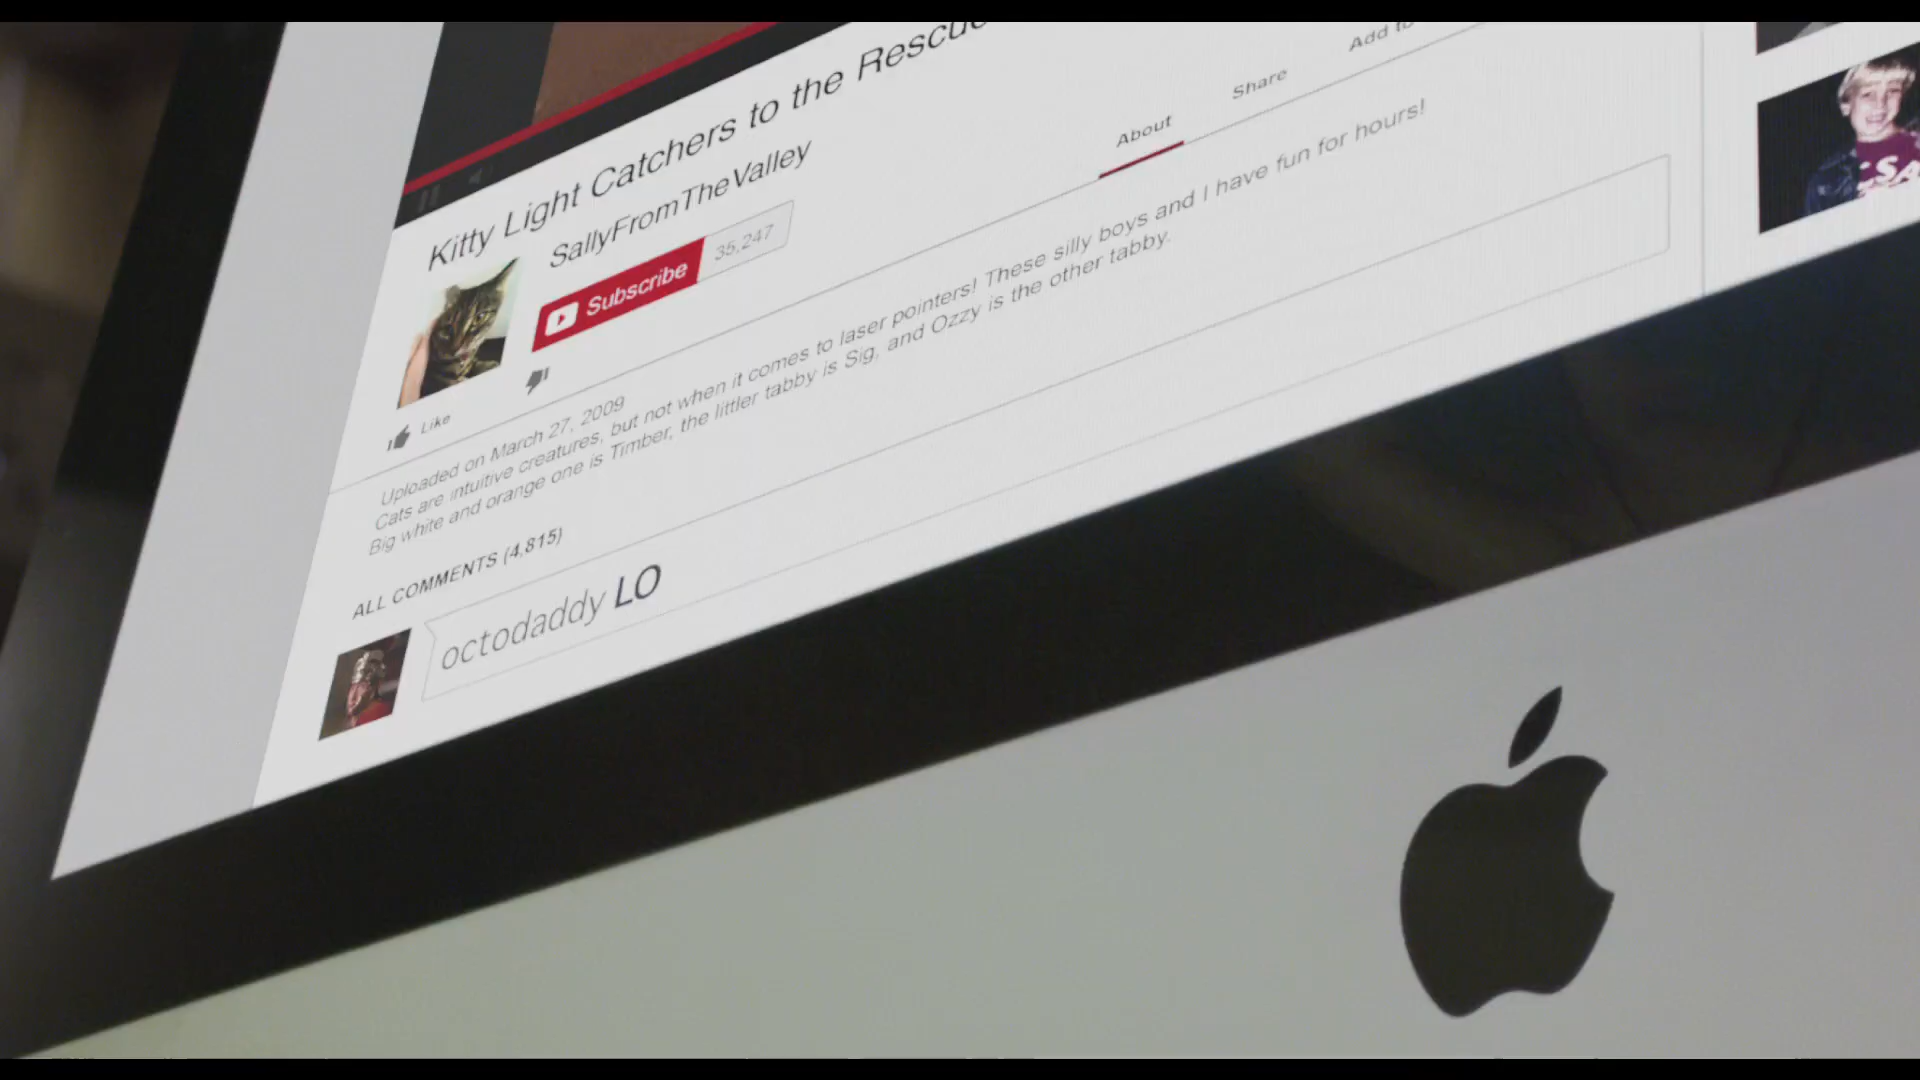 Kitty Light Catchers to the Rescue
SallyFromTheValley
Subscribe 35,247
Like
About Share Add to
Uploaded on March 27, 2009
Cats are intuitive creatures, but not when it comes to laser pointers! These silly boys and I have fun for hours!
Big white and orange one is Timber, the littler tabby is Sig, and Ozzy is the other tabby.
ALL COMMENTS (4,815)
octodaddy LO